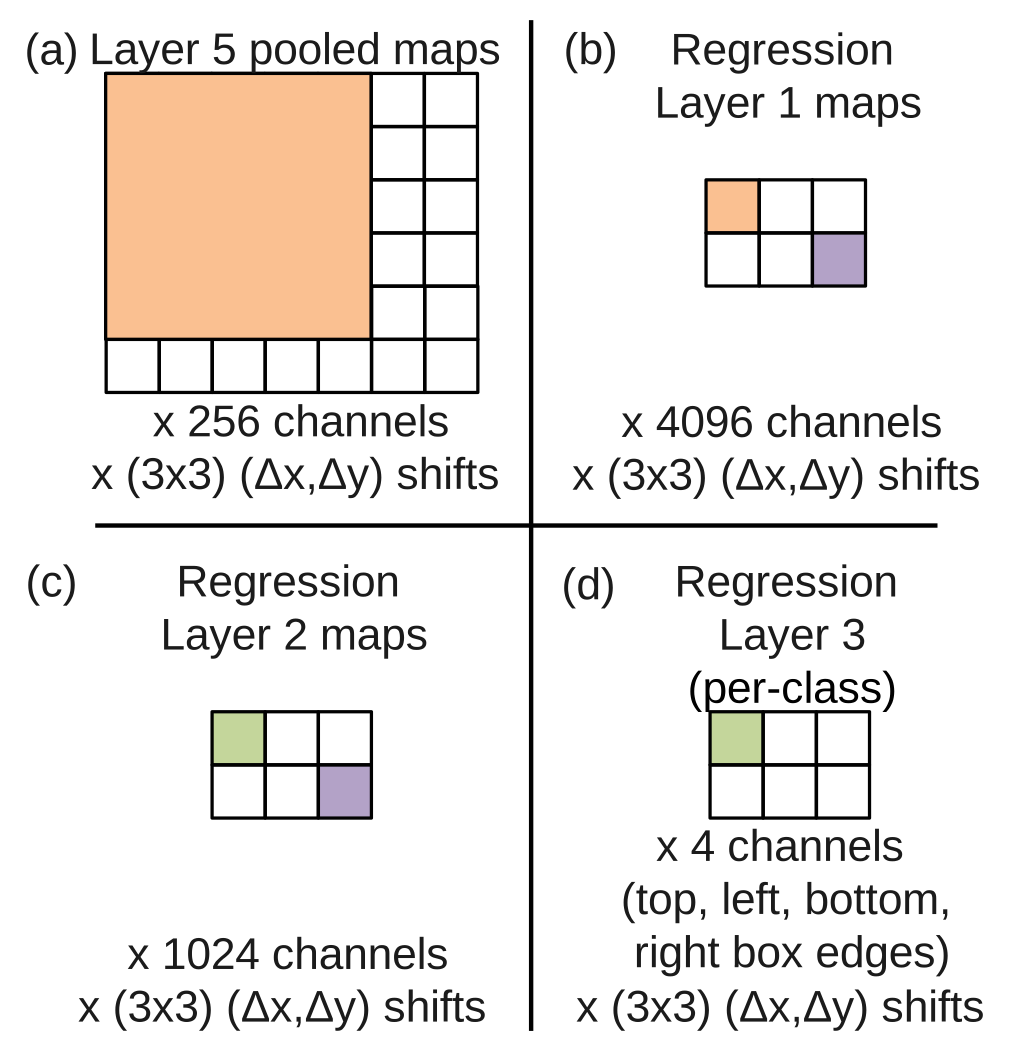 (a) Layer 5 pooled maps
x 256 channels
x (3x3) (Δx,Δy) shifts
(b) Regression
Layer 1 maps
x 4096 channels
x (3x3) (Δx,Δy) shifts
(c) Regression
Layer 2 maps
x 1024 channels
x (3x3) (Δx,Δy) shifts
(d) Regression
Layer 3
(per-class)
x 4 channels
(top, left, bottom,
right box edges)
x (3x3) (Δx,Δy) shifts